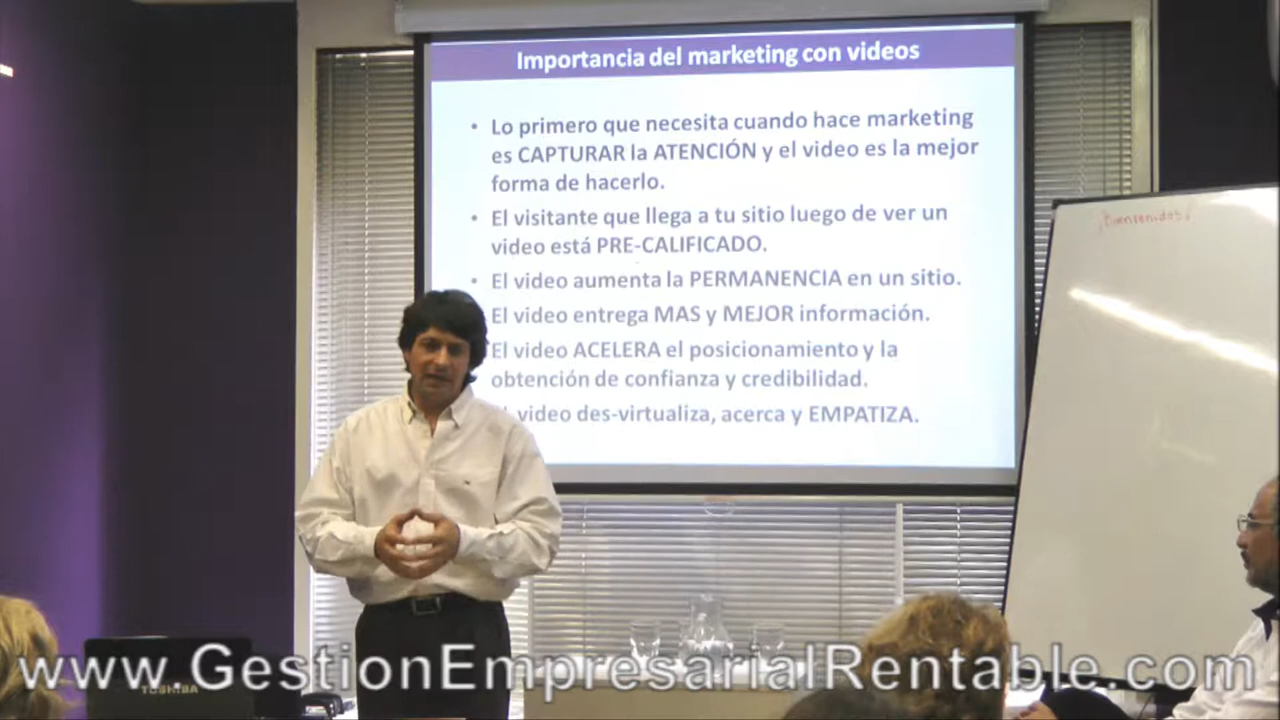 Importancia del marketing con videos
• Lo primero que necesita cuando hace marketing
es CAPTURAR la ATENCIÓN y el video es la mejor
forma de hacerlo.
• El visitante que llega a tu sitio luego de ver un
video está PRE-CALIFICADO.
• El video aumenta la PERMANENCIA en un sitio.
El video entrega MAS y MEJOR información.
El video ACELERA el posicionamiento y la
obtención de confianza y credibilidad.
video des-virtualiza, acerca y EMPATIZA.
¡Bienvenidos!
TOSHIBA
www.GestionEmpresarialRentable.com